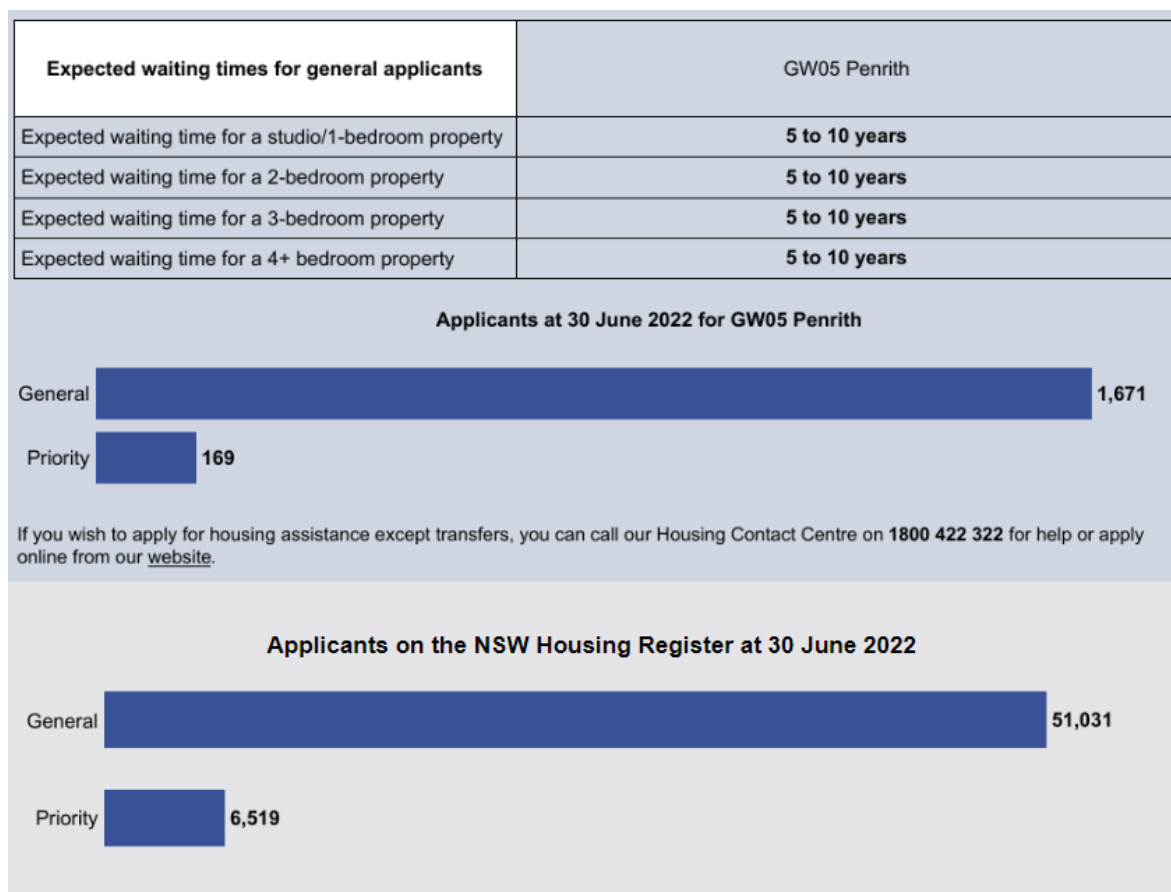 Expected waiting times for general applicants GW05 Penrith
Expected waiting time for a studio/1-bedroom property 5 to 10 years
Expected waiting time for a 2-bedroom property 5 to 10 years
Expected waiting time for a 3-bedroom property 5 to 10 years
Expected waiting time for a 4+ bedroom property 5 to 10 years
Applicants at 30 June 2022 for GW05 Penrith
General 1,671
Priority 169
If you wish to apply for housing assistance except transfers, you can call our Housing Contact Centre on 1800 422 322 for help or apply
online from our website.
Applicants on the NSW Housing Register at 30 June 2022
General 51,031
Priority 6,519